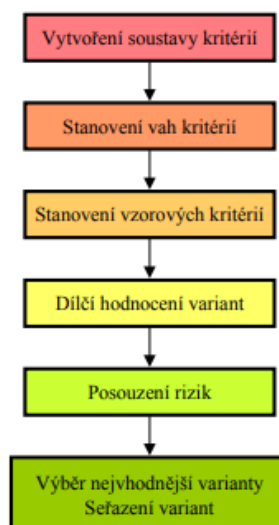 Vytvoření soustavy kritérií
Stanovení vah kritérií
Stanovení vzorových kritérií
Dílčí hodnocení variant
Posouzení rizik
Výběr nejvhodnější varianty
Seřazení variant